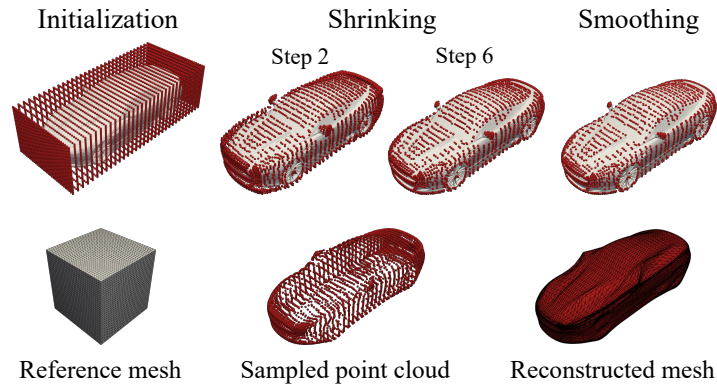 Initialization
Shrinking
Smoothing
Step 2
Step 6
Reference mesh
Sampled point cloud
Reconstructed mesh